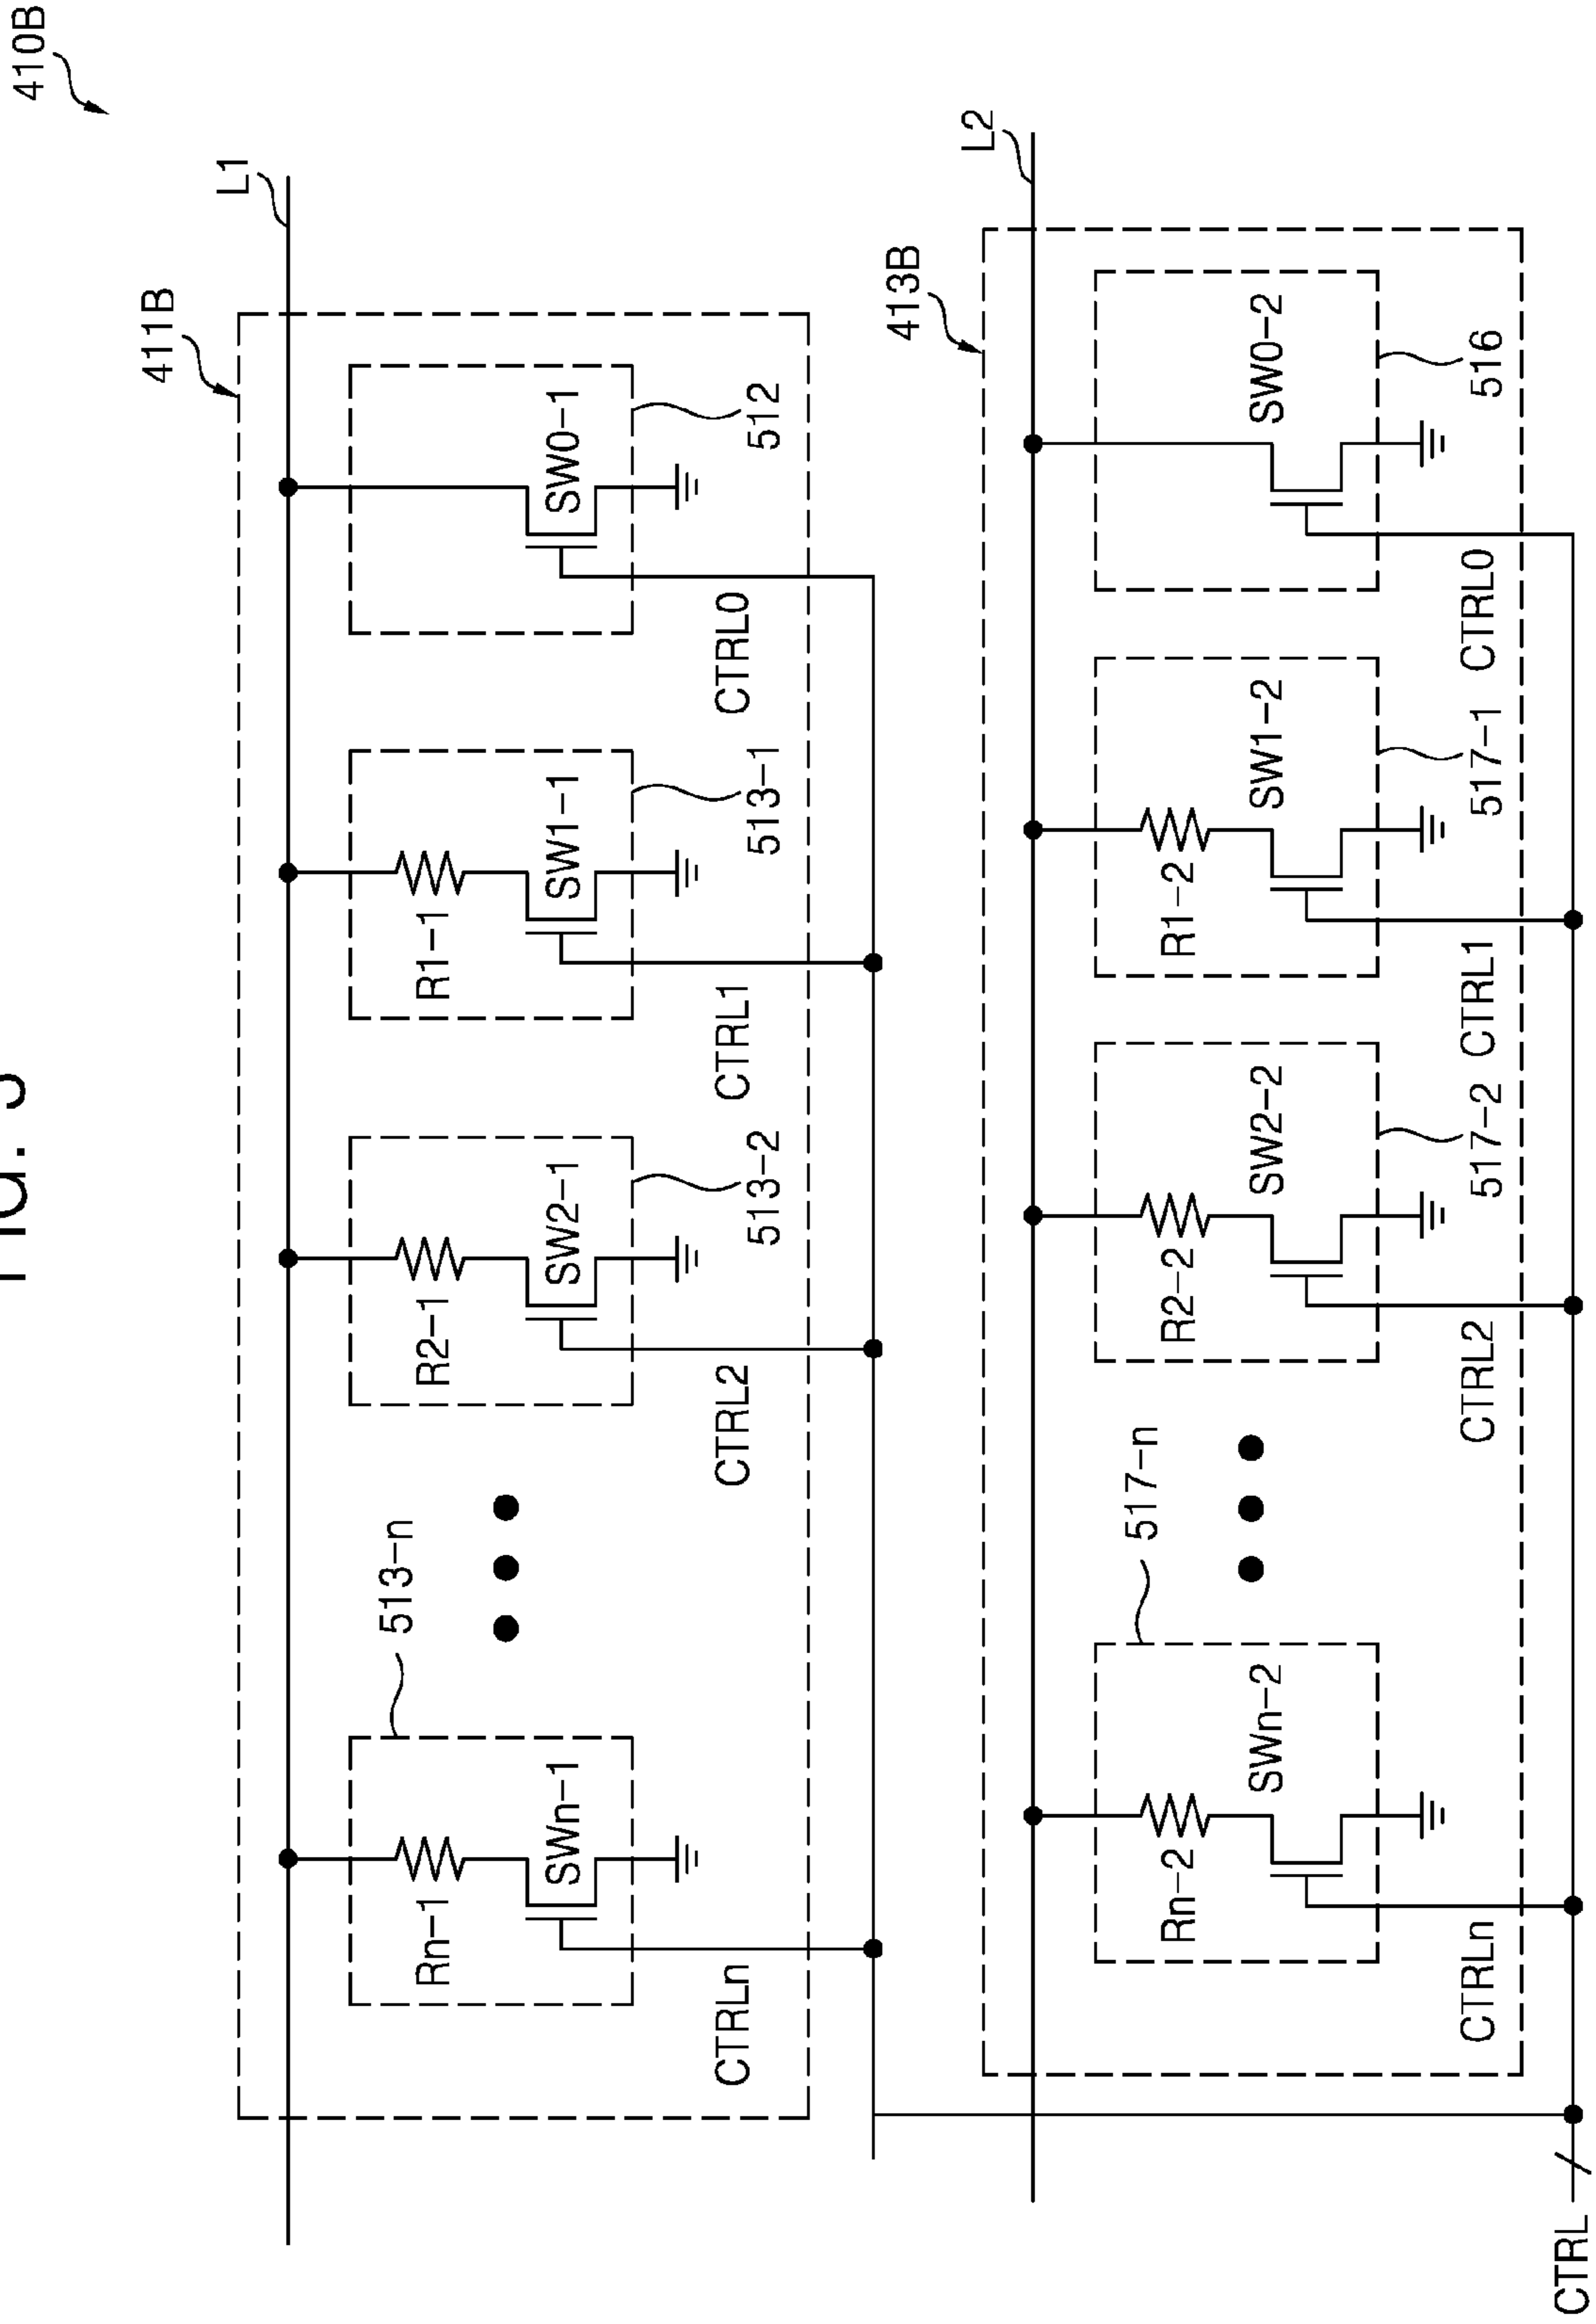 FIG.
410B
411B
L1
513-n
Rn-1
R2-1
R1-1
SWn-1
SW2-1
SW1-1
SW0-1
CTRLn
CTRL2
CTRL1
CTRL0
513-2
513-1
512
413B
L2
517-n
Rn-2
R2-2
R1-2
SWn-2
SW2-2
SW1-2
SW0-2
CTRLn
CTRL2
CTRL1
CTRL0
517-2
517-1
516
CTRL